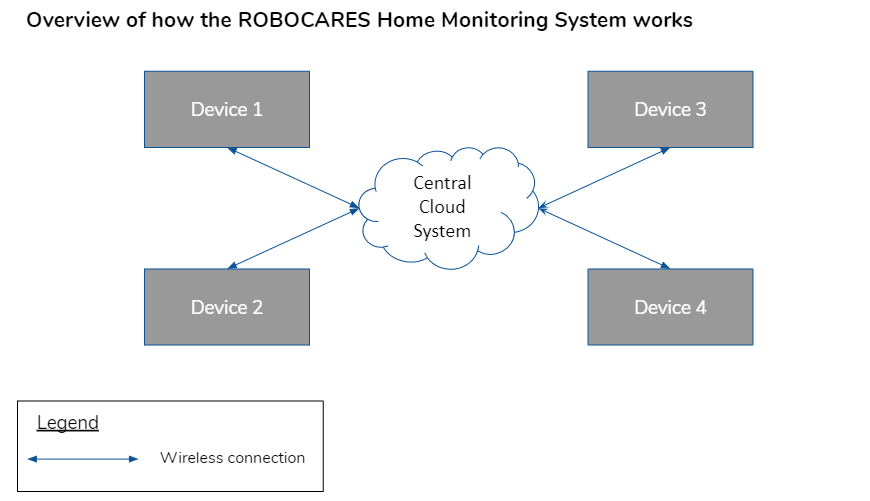 Overview of how the ROBOCARES Home Monitoring System works
Device 1
Device 3
Central
Cloud
System
Device 2
Device 4
Legend
Wireless connection